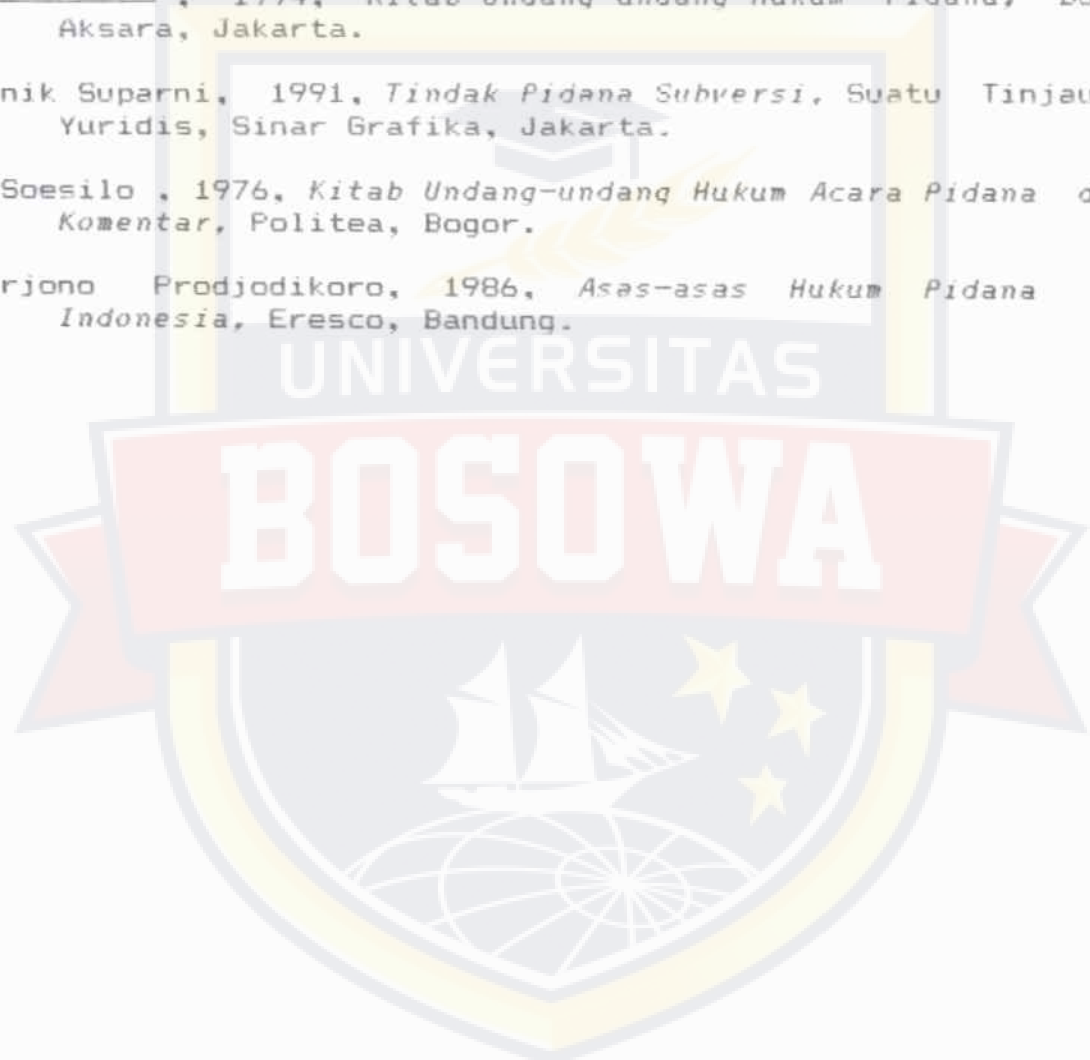 Aksara, Jakarta.
nik Suparni, 1991, Tindak Pidana Subversi, Suatu Tinjau
Yuridis, Sinar Grafika, Jakarta.
Soesilo , 1976, Kitab Undang-undang Hukum Acara Pidana
Komentar, Politea, Bogor.
rjono Prodjodikoro, 1986, Asas-asas Hukum Pidana
Indonesia, Eresco, Bandung.
UNIVERSITAS
BOSOWA